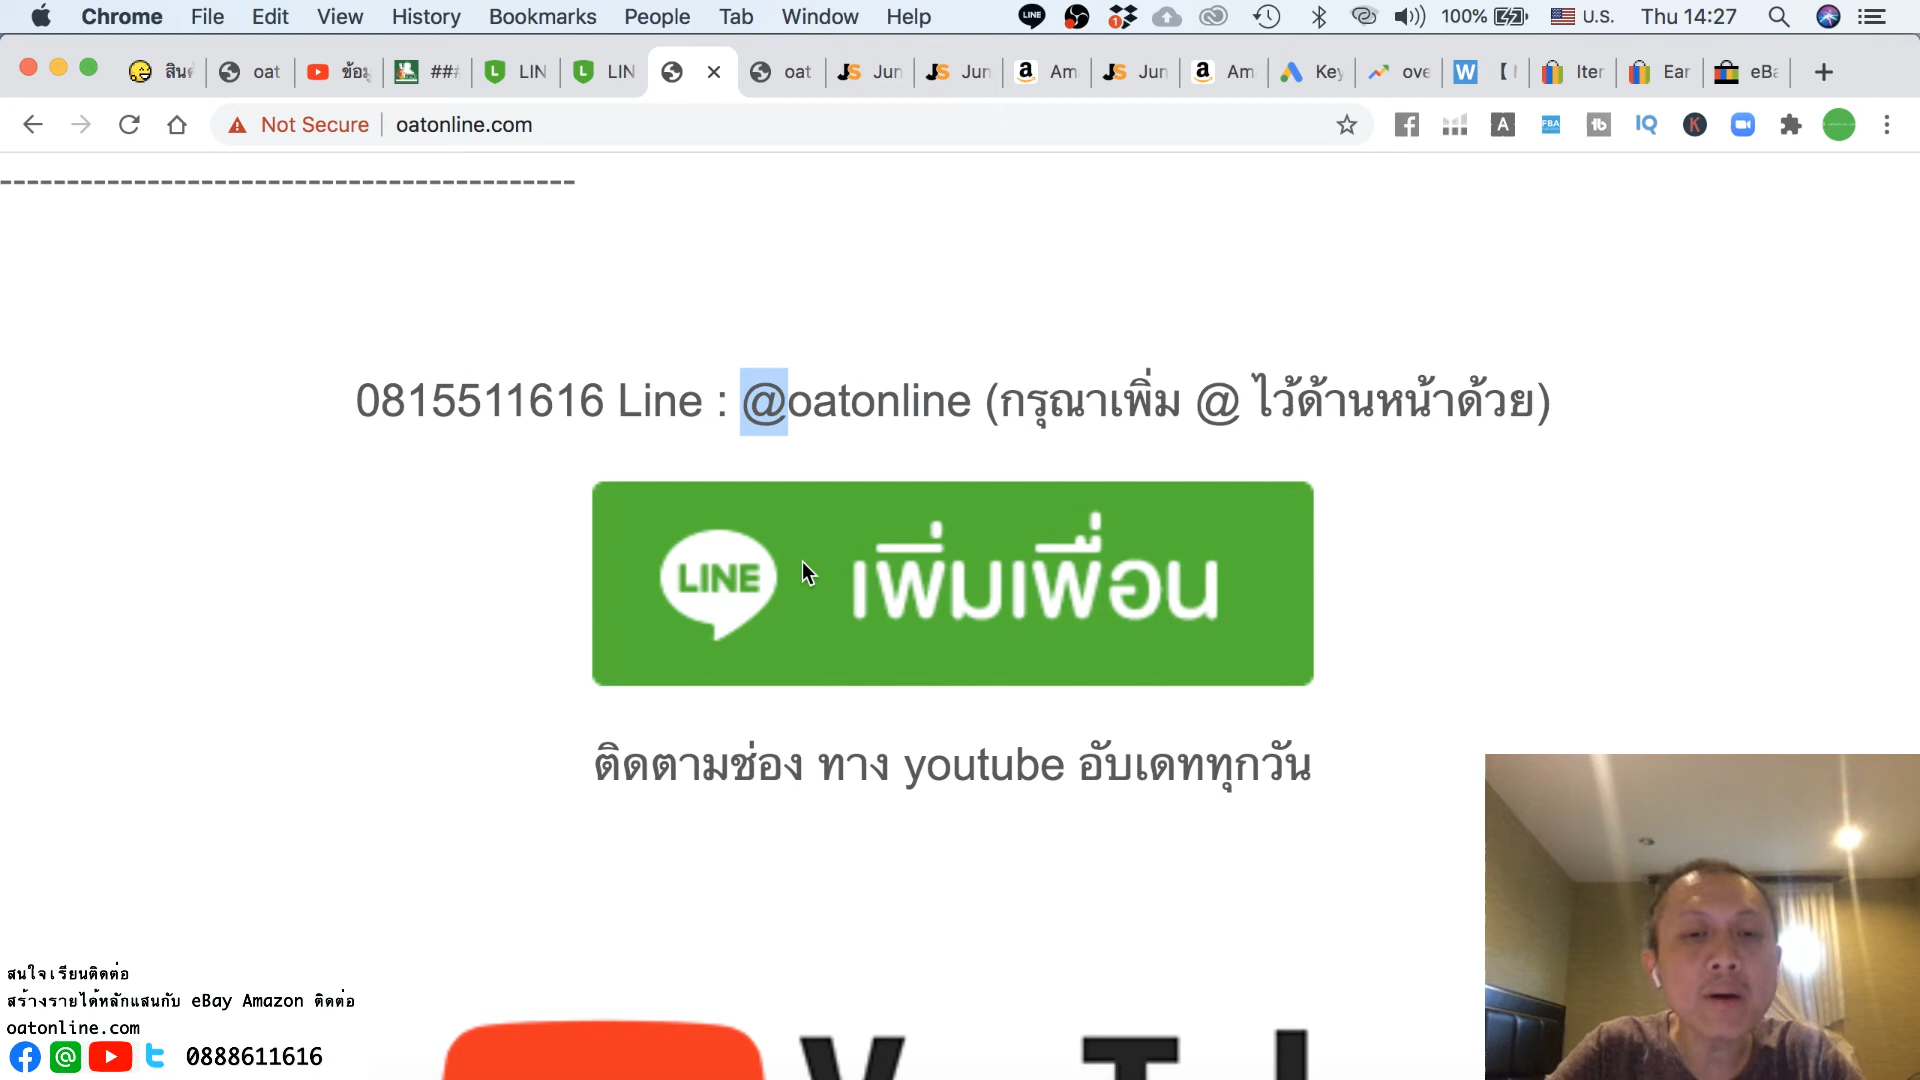 Chrome File Edit View History Bookmarks People Tab Window Help LINE 1 100% U.S. Thu 14:27
oat ### LIN LIN oat Jun Jun Am Jun Am Key ove Iter Ear eBa
Not Secure oatonline.com
----------------------------------------
0815511616 Line : @oatonline (กรุณาเพิ่ม @ ไว้ด้านหน้าด้วย)
LINE เพิ่มเพื่อน
ติดตามช่อง ทาง youtube อับเดททุกวัน
สนใจเรียนติดต่อ
สร้างรายได้หลักแสนกับ eBay Amazon ติดต่อ
oatonline.com
0888611616